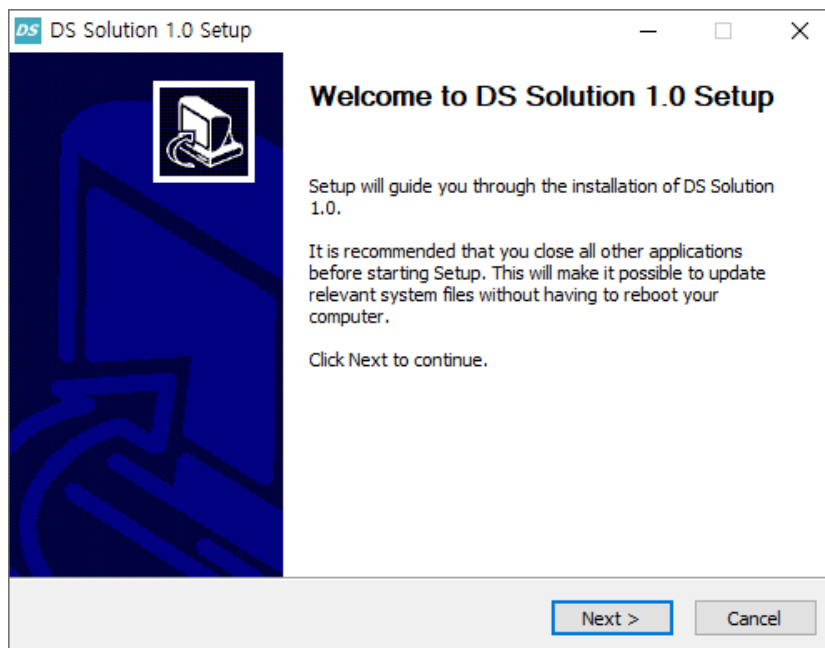 DS DS Solution 1.0 Setup
Welcome to DS Solution 1.0 Setup
Setup will guide you through the installation of DS Solution
1.0.
It is recommended that you close all other applications
before starting Setup. This will make it possible to update
relevant system files without having to reboot your
computer.
Click Next to continue.
Next > Cancel